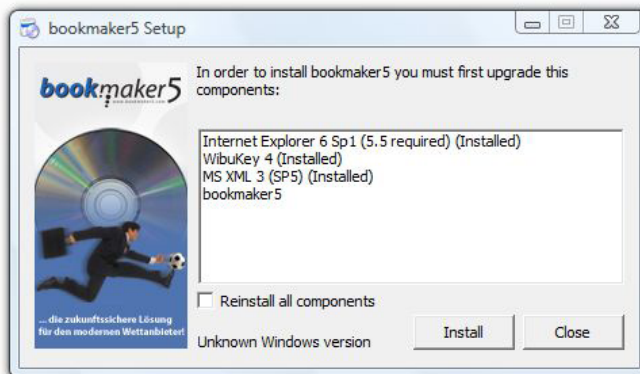 bookmaker5 Setup
bookmaker5
www.bookmaker5.com
In order to install bookmaker5 you must first upgrade this
components:
Internet Explorer 6 Sp1 (5.5 required) (Installed)
WibuKey 4 (Installed)
MS XML 3 (SP5) (Installed)
bookmaker5
... die zukunftssichere Lösung
für den modernen Wettanbieter!
Reinstall all components
Unknown Windows version
Install
Close